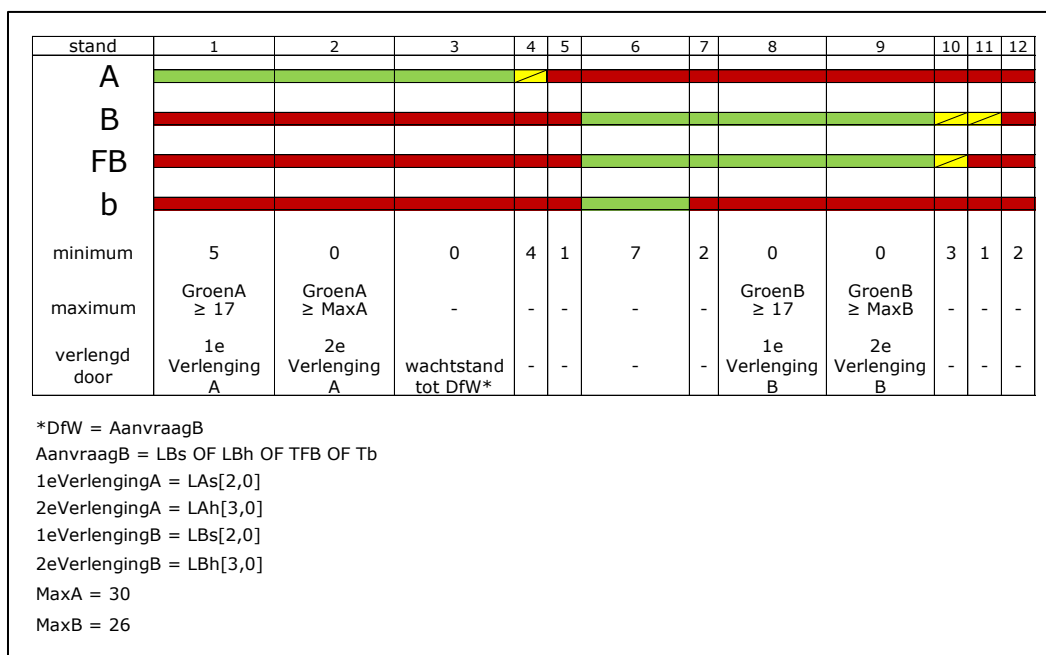 stand 1 2 3 4 5 6 7 8 9 10 11 12
A
B
FB
b
minimum 5 0 0 4 1 7 2 0 0 3 1 2
maximum GroenA ≥ 17 GroenA ≥ MaxA - - - - - GroenB ≥ 17 GroenB ≥ MaxB - - -
verlengd door 1e Verlenging A 2e Verlenging A wachtstand tot DfW* - - - - 1e Verlenging B 2e Verlenging B - - -
*DfW = AanvraagB
AanvraagB = LBs OF LBh OF TFB OF Tb
1eVerlengingA = LAs[2,0]
2eVerlengingA = LAh[3,0]
1eVerlengingB = LBs[2,0]
2eVerlengingB = LBh[3,0]
MaxA = 30
MaxB = 26